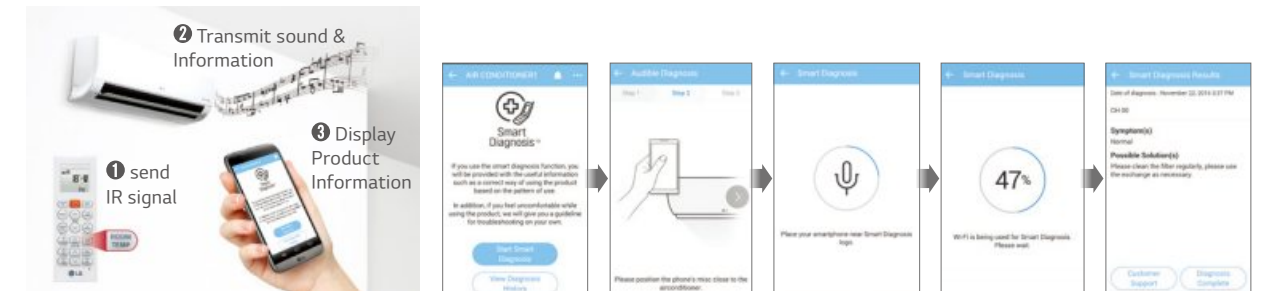 ❷ Transmit sound &
Information
❸ Display
Product
Information
❶ send
IR signal
ROOM
TEMP
LG
Smart
Diagnosis
← AIR CONDITIONER1
Smart
Diagnosis™
If you use the smart diagnosis function, you
will be provided with the useful information
such as a correct way of using the product
based on the pattern of use
In addition, if you feel uncomfortable while
using the product, we will give you a guideline
for troubleshooting on your own.
Start Smart
Diagnosis
View Diagnosis
History
← Audible Diagnosis
Step 1 Step 2 Step 3
Please position the phone's misc close to the
airconditioner.
← Smart Diagnosis
Place your smartphone near Smart Diagnosis
logo.
← Smart Diagnosis
47%
Wi-Fi is being used for Smart Diagnosis.
Please wait.
← Smart Diagnosis Results
Date of diagnosis : November 22, 2016 3:37 PM
CH 00
Symptom(s)
Normal
Possible Solution(s)
Please clean the filter regularly, please use
the exchange as necessary.
Customer
Support
Diagnosis
Complete